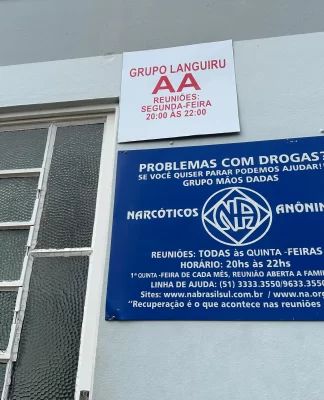 GRUPO LANGUIRU
AA
REUNIÕES:
SEGUNDA-FEIRA
20:00 ÀS 22:00
PROBLEMAS COM DROGAS?
SE VOCÊ QUISER PARAR PODEMOS AJUDAR!
GRUPO MÃOS DADAS
NARCÓTICOS NA ANÔNIM
REUNIÕES: TODAS às QUINTA -FEIRAS
HORÁRIO: 20hs às 22hs
1ª QUINTA -FEIRA DE CADA MÊS, REUNIÃO ABERTA A FAMI
LINHA DE AJUDA: (51) 3333.3550/9633.550
Sites: www.nabrasilsul.com.br / www.na.org
"Recuperação é o que acontece nas reuniões